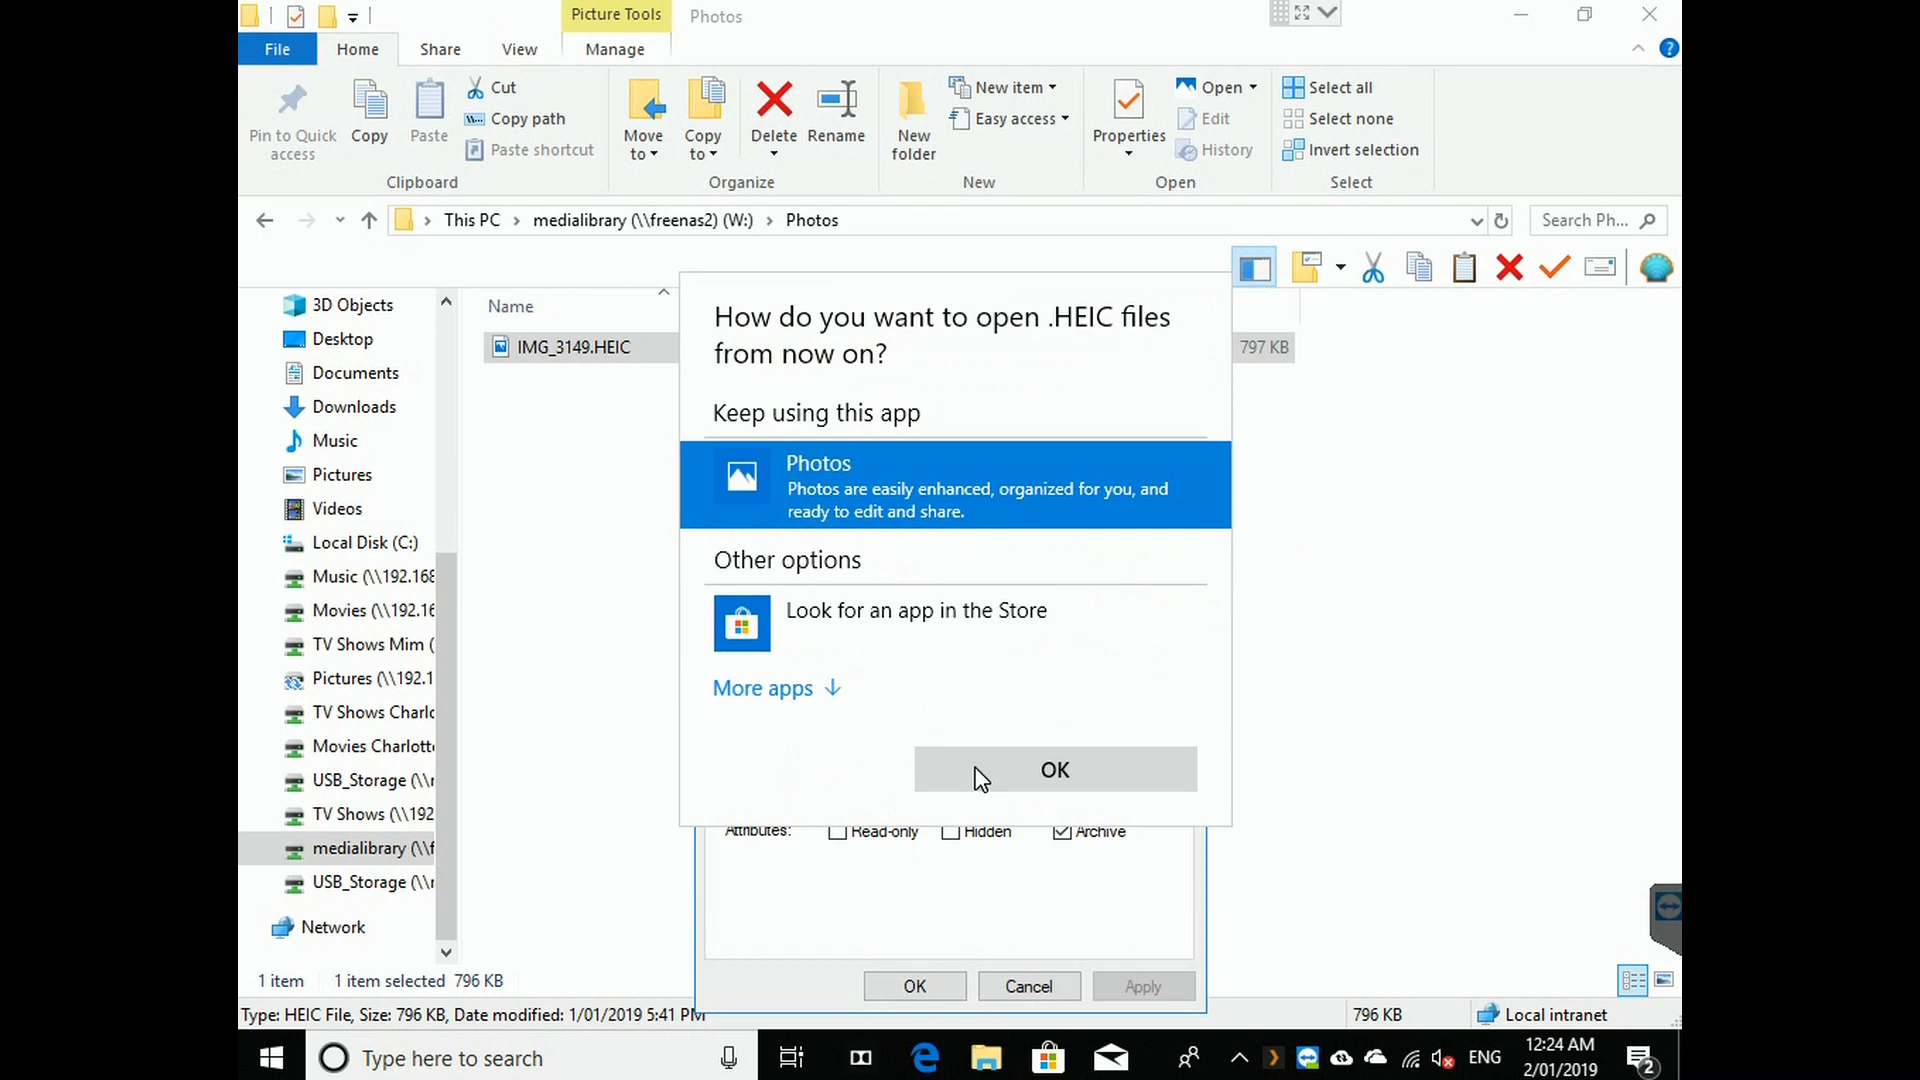 Picture Tools
Photos
File
Home
Share
View
Manage
Pin to Quick
access
Copy
Paste
Cut
Copy path
Paste shortcut
Clipboard
Move
to
Copy
to
Delete
Rename
Organize
New
folder
New item
Easy access
New
Properties
Open
Edit
History
Open
Select all
Select none
Invert selection
Select
This PC
medialibrary (\\freenas2) (W:)
Photos
Search Ph...
3D Objects
Desktop
Documents
Downloads
Music
Pictures
Videos
Local Disk (C:)
Music (\\192.168
Movies (\\192.16
TV Shows Mim (
Pictures (\\192.1
TV Shows Charlo
Movies Charlotte
USB_Storage (\\r
TV Shows (\\192
medialibrary (\\f
USB_Storage (\\r
Network
Name
IMG_3149.HEIC
797 KB
How do you want to open .HEIC files
from now on?
Keep using this app
Photos
Photos are easily enhanced, organized for you, and
ready to edit and share.
Other options
Look for an app in the Store
More apps
OK
Attributes:
Read-only
Hidden
Archive
OK
Cancel
Apply
1 item
1 item selected 796 KB
Type: HEIC File, Size: 796 KB, Date modified: 1/01/2019 5:41 PM
796 KB
Local intranet
Type here to search
ENG
12:24 AM
2/01/2019
2